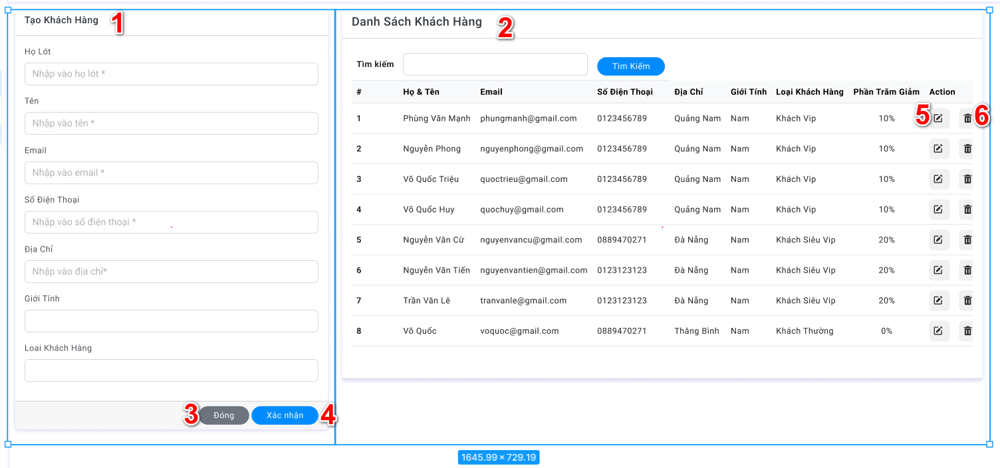 Tạo Khách Hàng 1
Họ Lót
Nhập vào họ lót *
Tên
Nhập vào tên *
Email
Nhập vào email *
Số Điện Thoại
Nhập vào số điện thoại *
Địa Chỉ
Nhập vào địa chỉ*
Giới Tính
Loại Khách Hàng
3 Đóng Xác nhận 4
Danh Sách Khách Hàng 2
Tìm kiếm Tìm Kiếm
# Họ & Tên Email Số Điện Thoại Địa Chỉ Giới Tính Loại Khách Hàng Phần Trăm Giảm Action
1 Phùng Văn Mạnh phungmanh@gmail.com 0123456789 Quảng Nam Nam Khách Vip 10% 5 6
2 Nguyễn Phong nguyenphong@gmail.com 0123456789 Quảng Nam Nam Khách Vip 10%
3 Võ Quốc Triệu quoctrieu@gmail.com 0123456789 Quảng Nam Nam Khách Vip 10%
4 Võ Quốc Huy quochuy@gmail.com 0123456789 Quảng Nam Nam Khách Vip 10%
5 Nguyễn Văn Cừ nguyenvancu@gmail.com 0889470271 Đà Nẵng Nam Khách Siêu Vip 20%
6 Nguyễn Văn Tiến nguyenvantien@gmail.com 0123123123 Đà Nẵng Nam Khách Siêu Vip 20%
7 Trần Văn Lê tranvanle@gmail.com 0123123123 Đà Nẵng Nam Khách Siêu Vip 20%
8 Võ Quốc voquoc@gmail.com 0889470271 Thăng Bình Nam Khách Thường 0%
1645.99 × 729.19